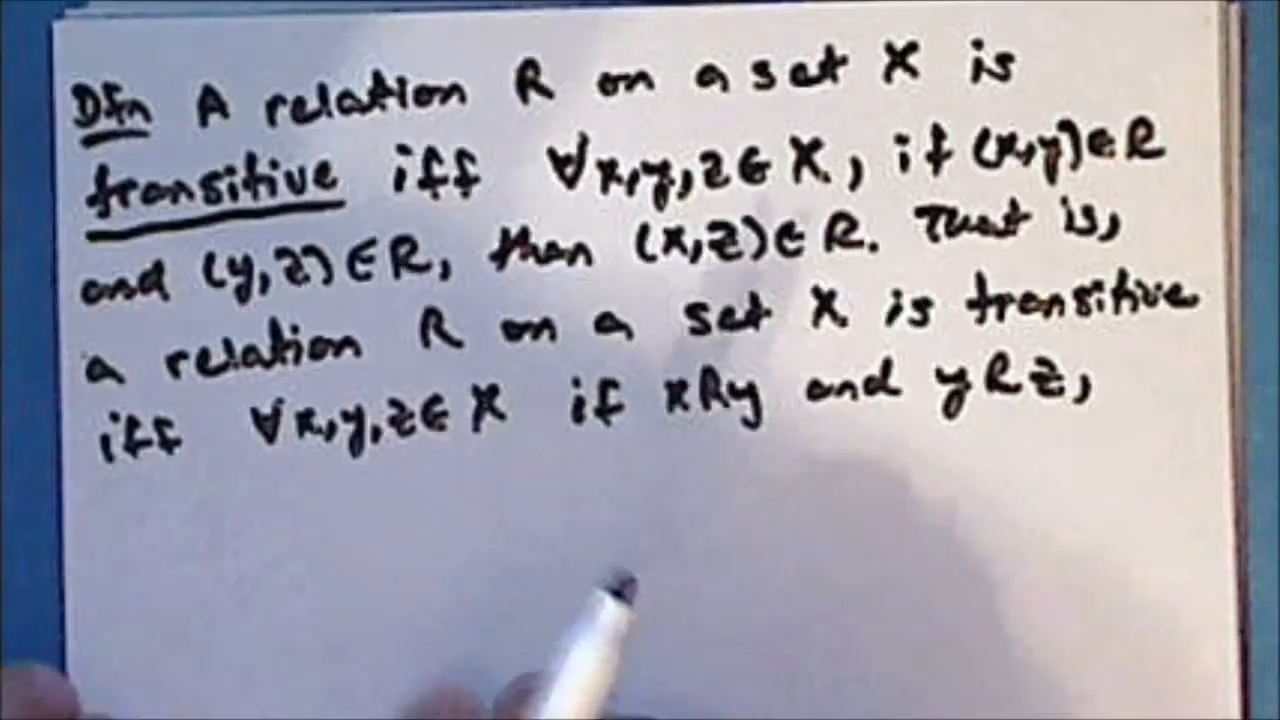 Dfn A relation R on a set X is
transitive iff ∀x,y,z∈X, if (x,y)∈R
and (y,z)∈R, then (x,z)∈R. That is,
a relation R on a set X is transitive
iff ∀x,y,z∈X if xRy and yRz,